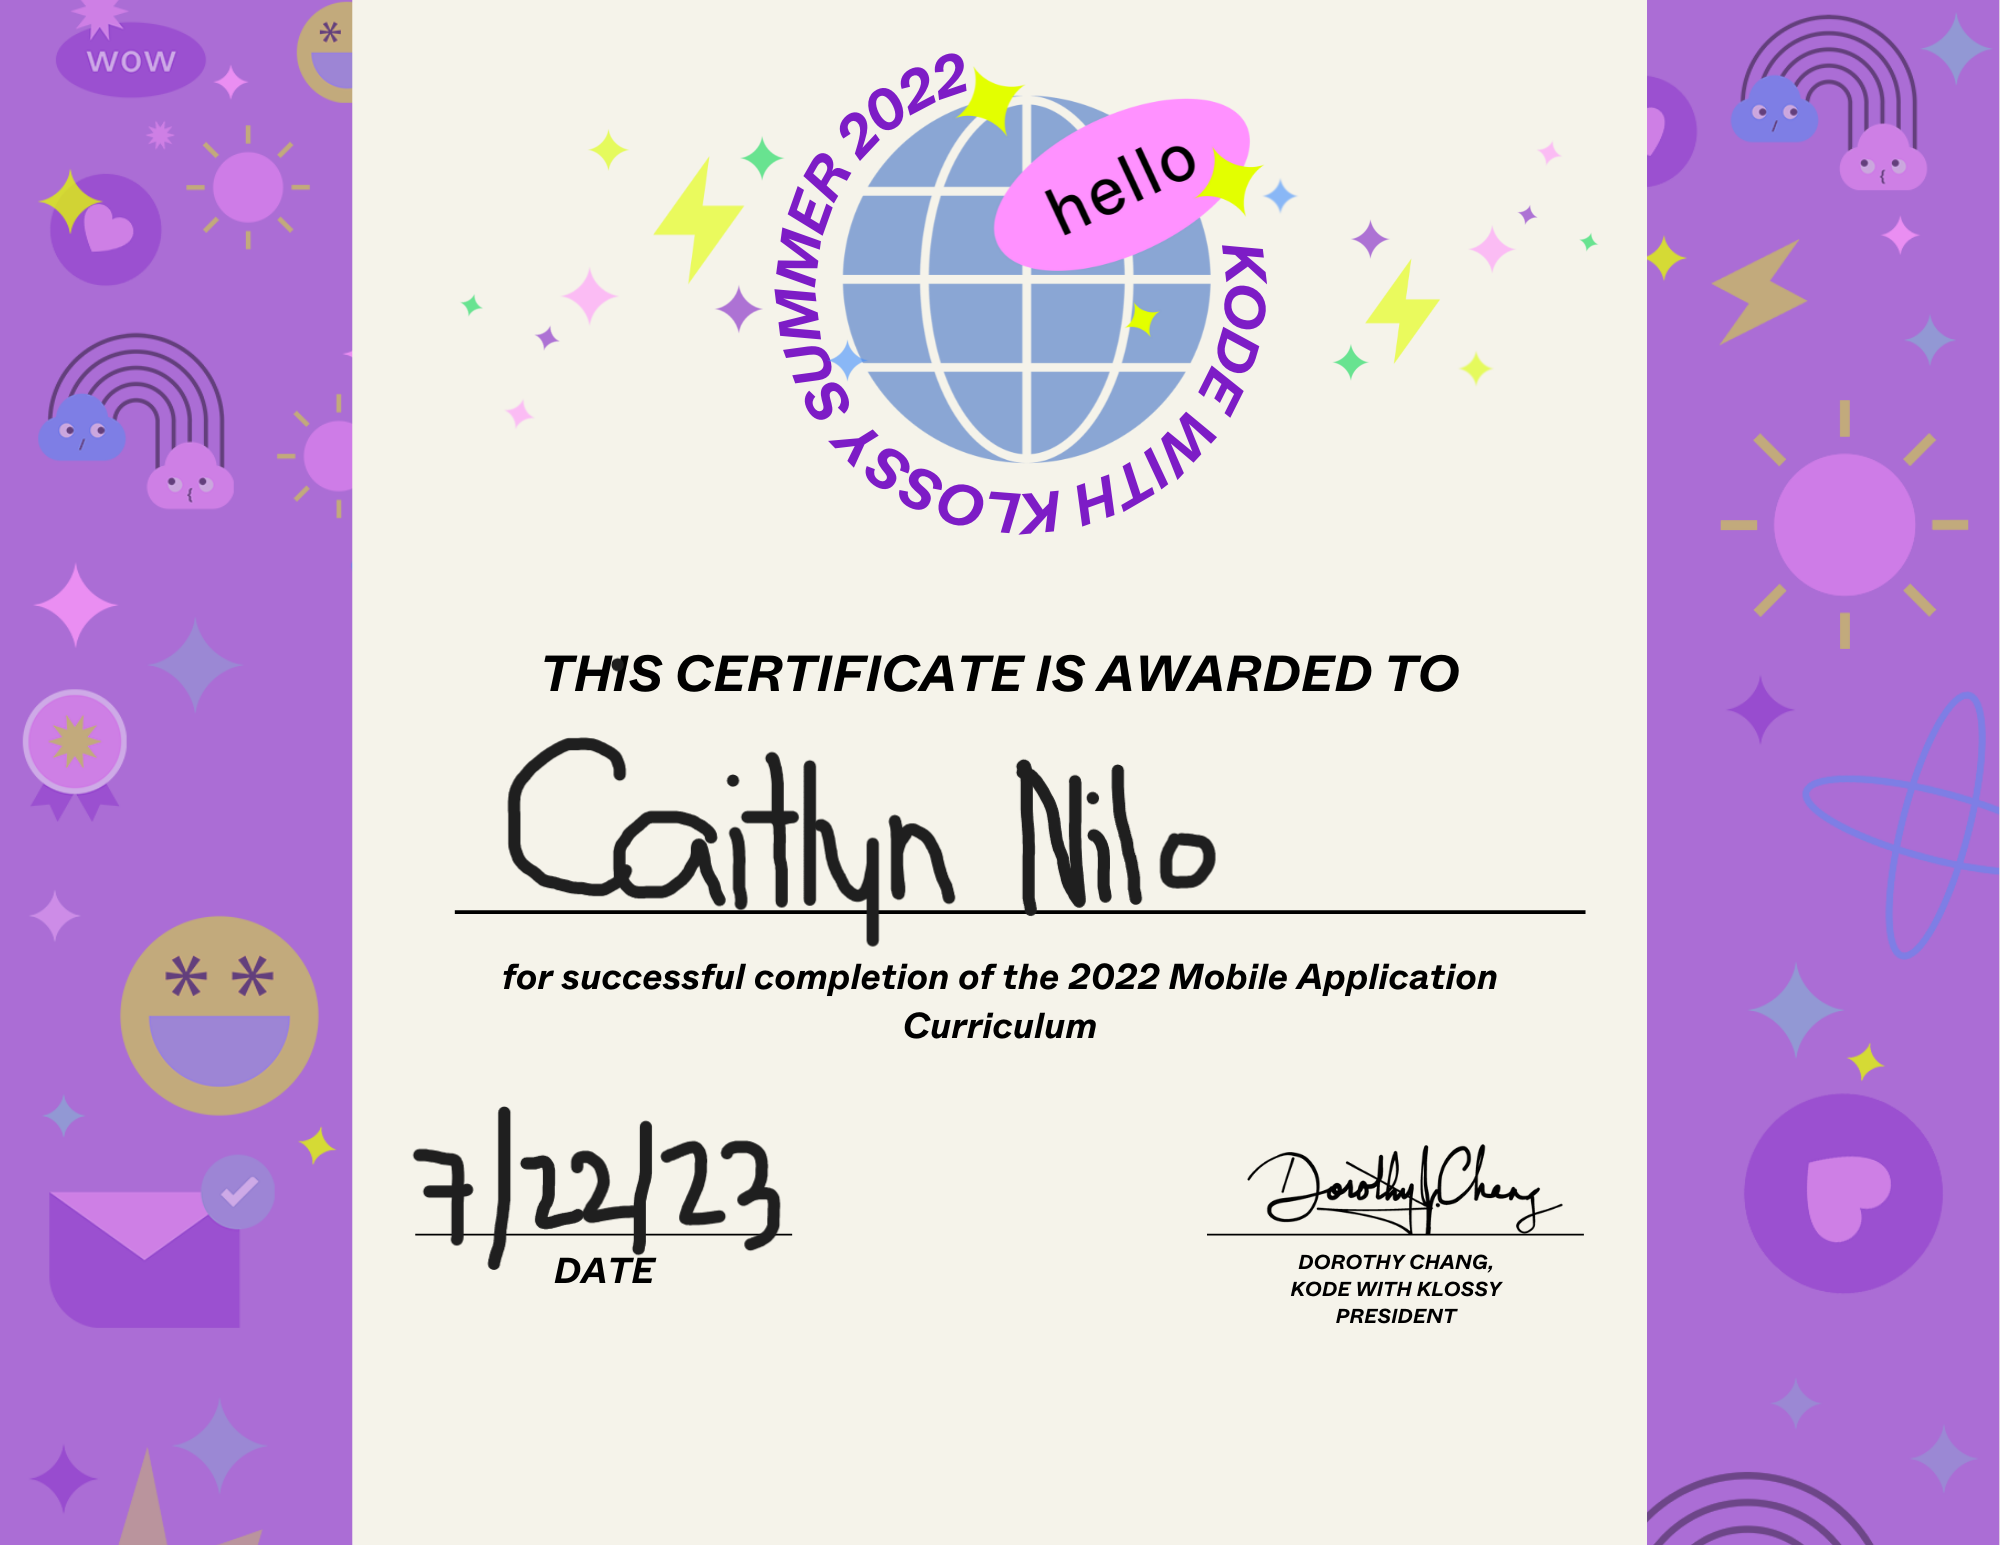 wow
SUMMER 2022
hello
KODE WITH KLOSSY
THIS CERTIFICATE IS AWARDED TO
Caitlyn Nilo
for successful completion of the 2022 Mobile Application
Curriculum
7/22/23
Dorothy J. Chang
DATE
DOROTHY CHANG,
KODE WITH KLOSSY
PRESIDENT